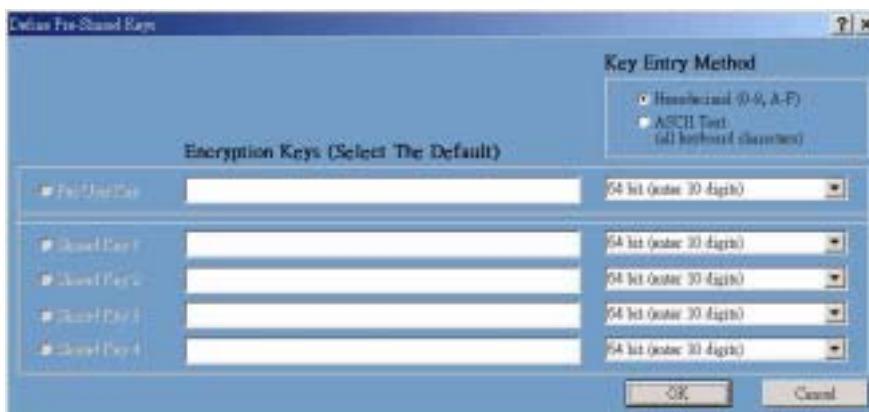 Define Pre-Shared Keys
Key Entry Method
Hexadecimal (0-9, A-F)
ASCII Text
(all keyboard characters)
Encryption Keys (Select The Default)
Per User Key
64 bit (enter 10 digits)
Shared Key 1
64 bit (enter 10 digits)
Shared Key 2
64 bit (enter 10 digits)
Shared Key 3
64 bit (enter 10 digits)
Shared Key 4
64 bit (enter 10 digits)
OK
Cancel